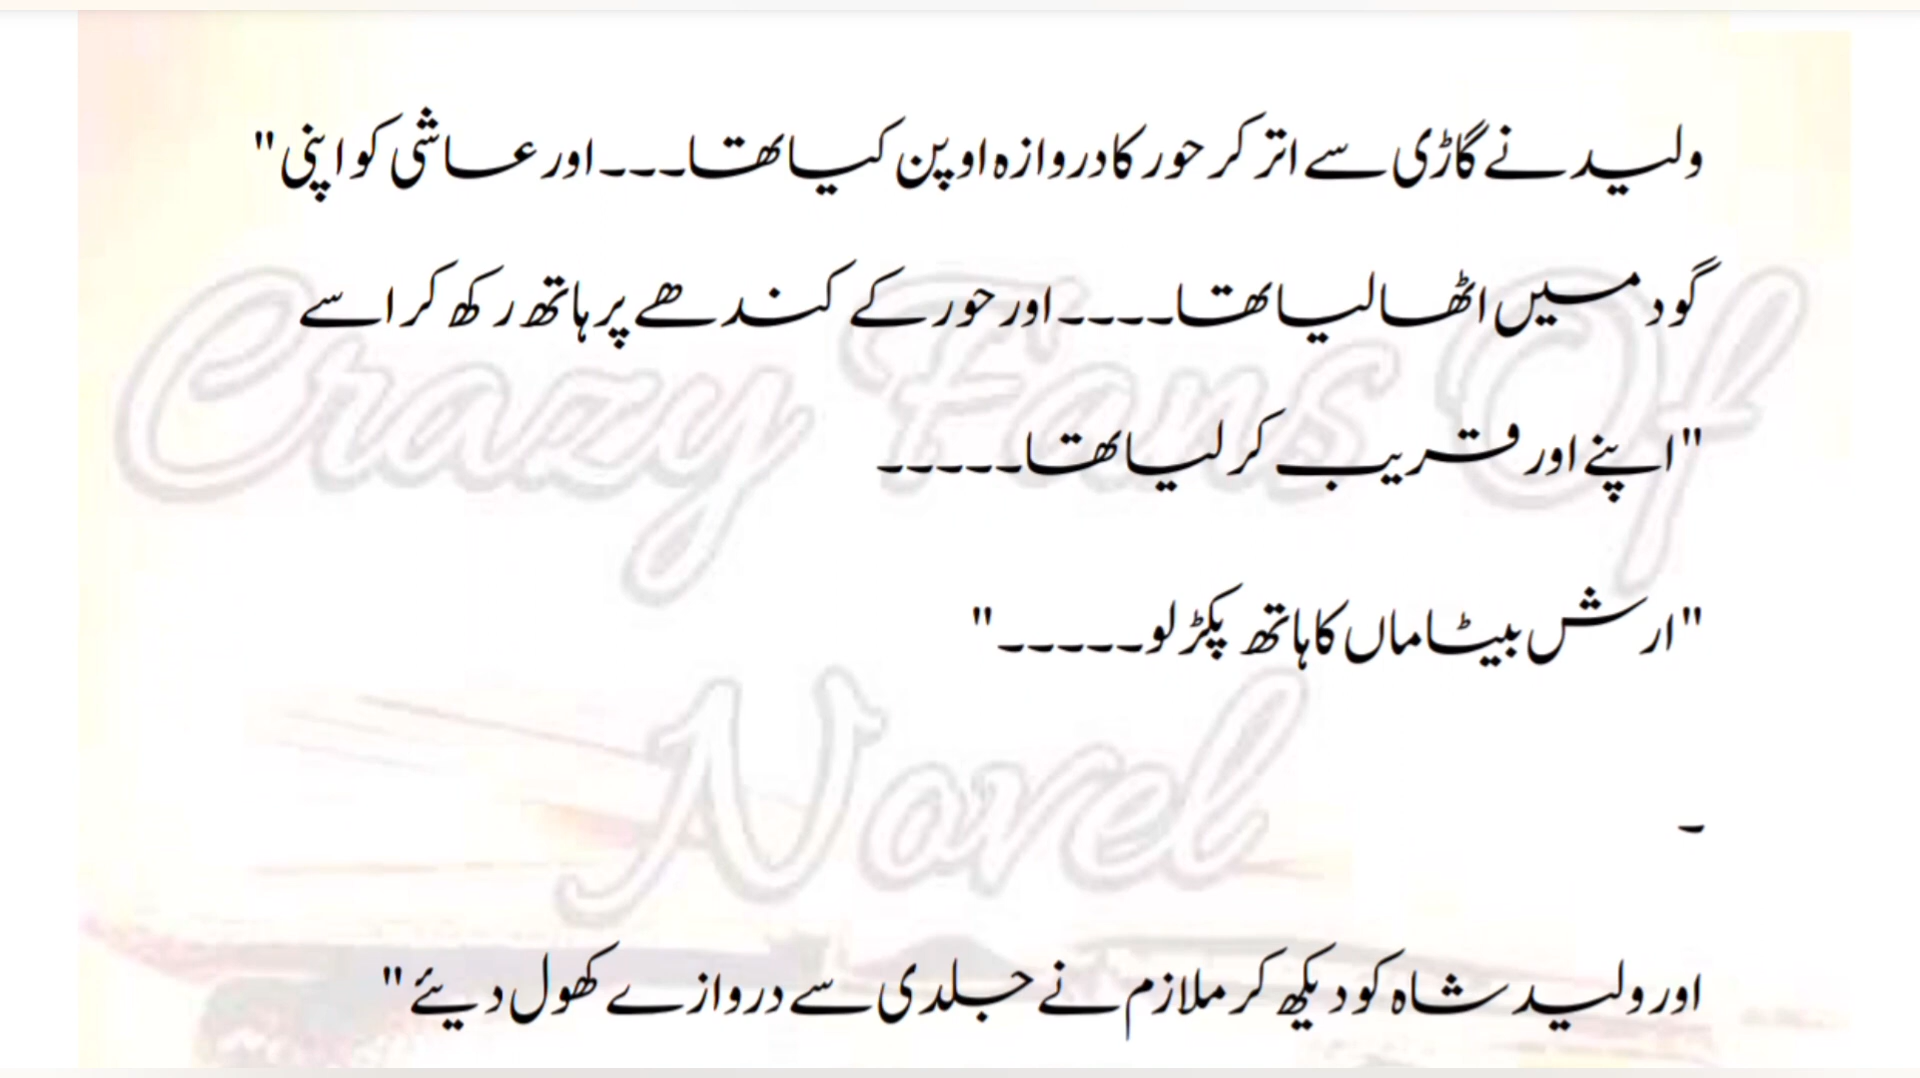 ولید نے گاڑی سے اتر کر حور کا دروازہ اوپن کیا تھا۔۔۔اور عاشی کو اپنی"
گود میں اٹھا لیا تھا۔۔۔۔اور حور کے کندھے پر ہاتھ رکھ کر اسے
"اپنے اور قریب کر لیا تھا۔۔۔۔۔
"ارش بیٹا ماں کا ہاتھ پکڑ لو۔۔۔۔۔"
۔
اور ولید شاہ کو دیکھ کر ملازم نے جلدی سے دروازے کھول دیئے"
Crazy Fans Of
Novel